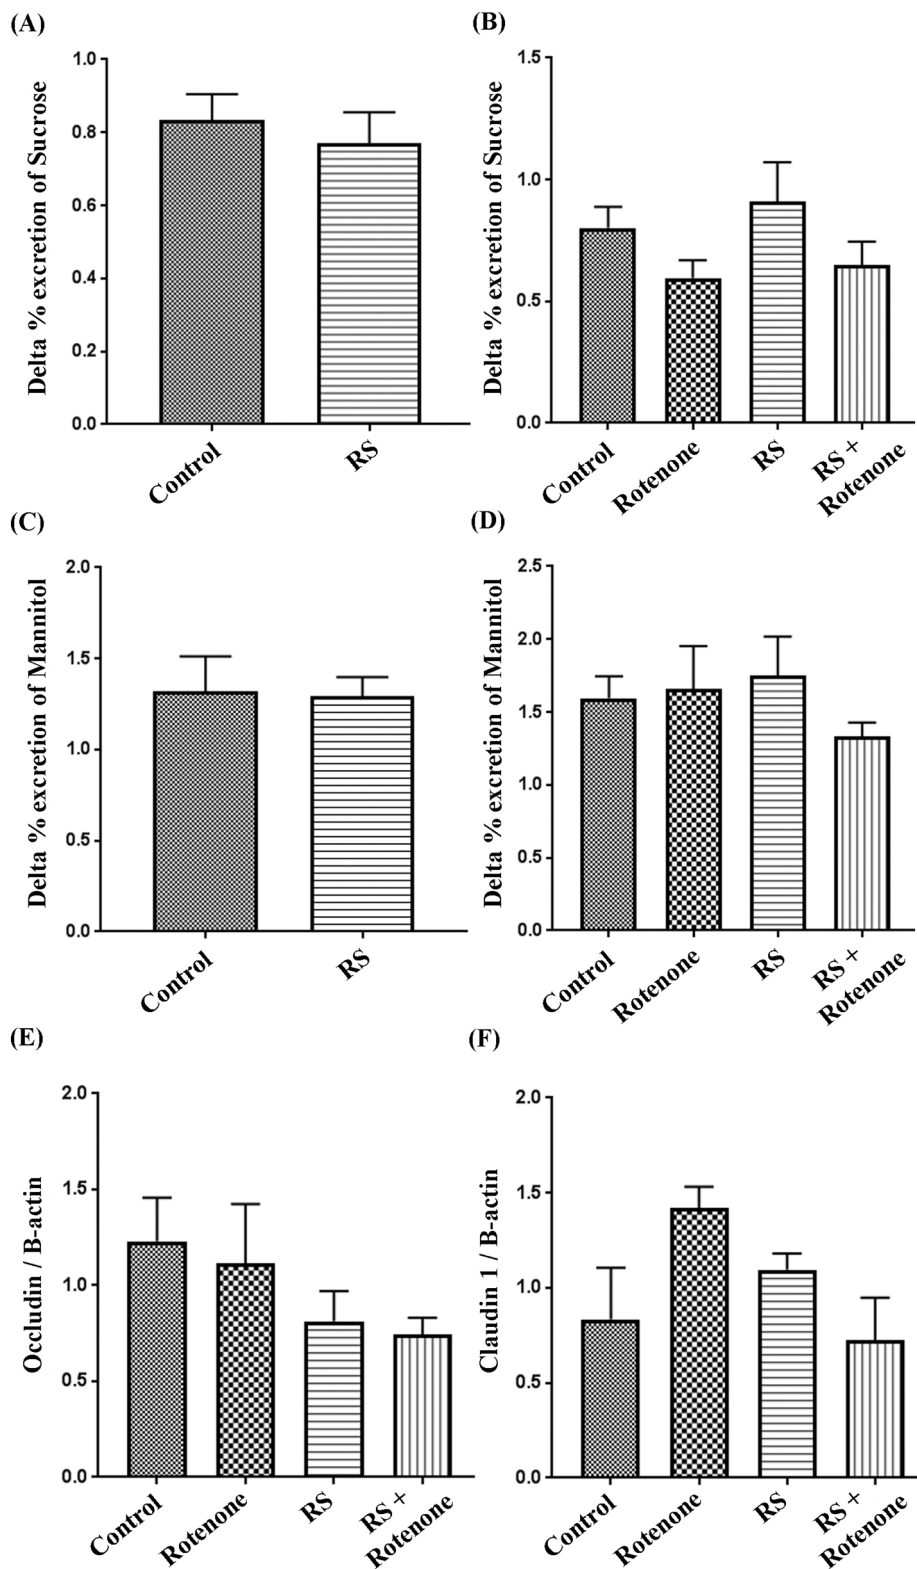 (A)
Delta % excretion of Sucrose
1.0
0.8
0.6
0.4
0.2
0.0
Control
RS
(B)
Delta % excretion of Sucrose
1.5
1.0
0.5
0.0
Control
Rotenone
RS
RS +
Rotenone
(C)
Delta % excretion of Mannitol
2.0
1.5
1.0
0.5
0.0
Control
RS
(D)
Delta % excretion of Mannitol
2.5
2.0
1.5
1.0
0.5
0.0
Control
Rotenone
RS
RS +
Rotenone
(E)
Occludin / B-actin
2.0
1.5
1.0
0.5
0.0
Control
Rotenone
RS
RS +
Rotenone
(F)
Claudin 1 / B-actin
2.0
1.5
1.0
0.5
0.0
Control
Rotenone
RS
RS +
Rotenone